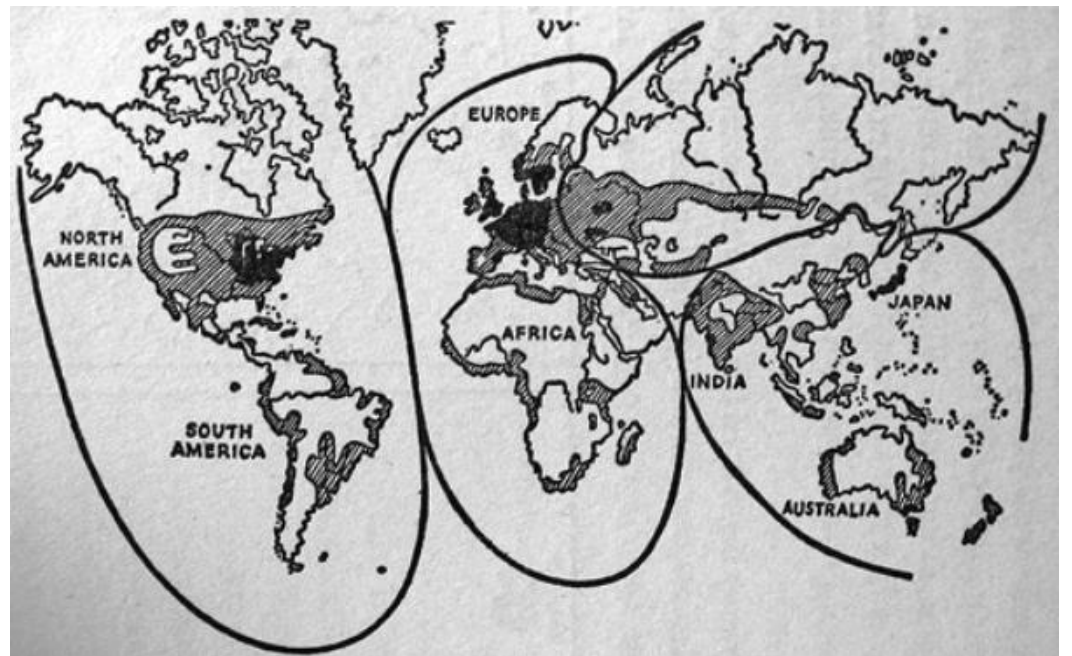 EUROPE
NORTH
AMERICA
AFRICA
JAPAN
INDIA
SOUTH
AMERICA
AUSTRALIA